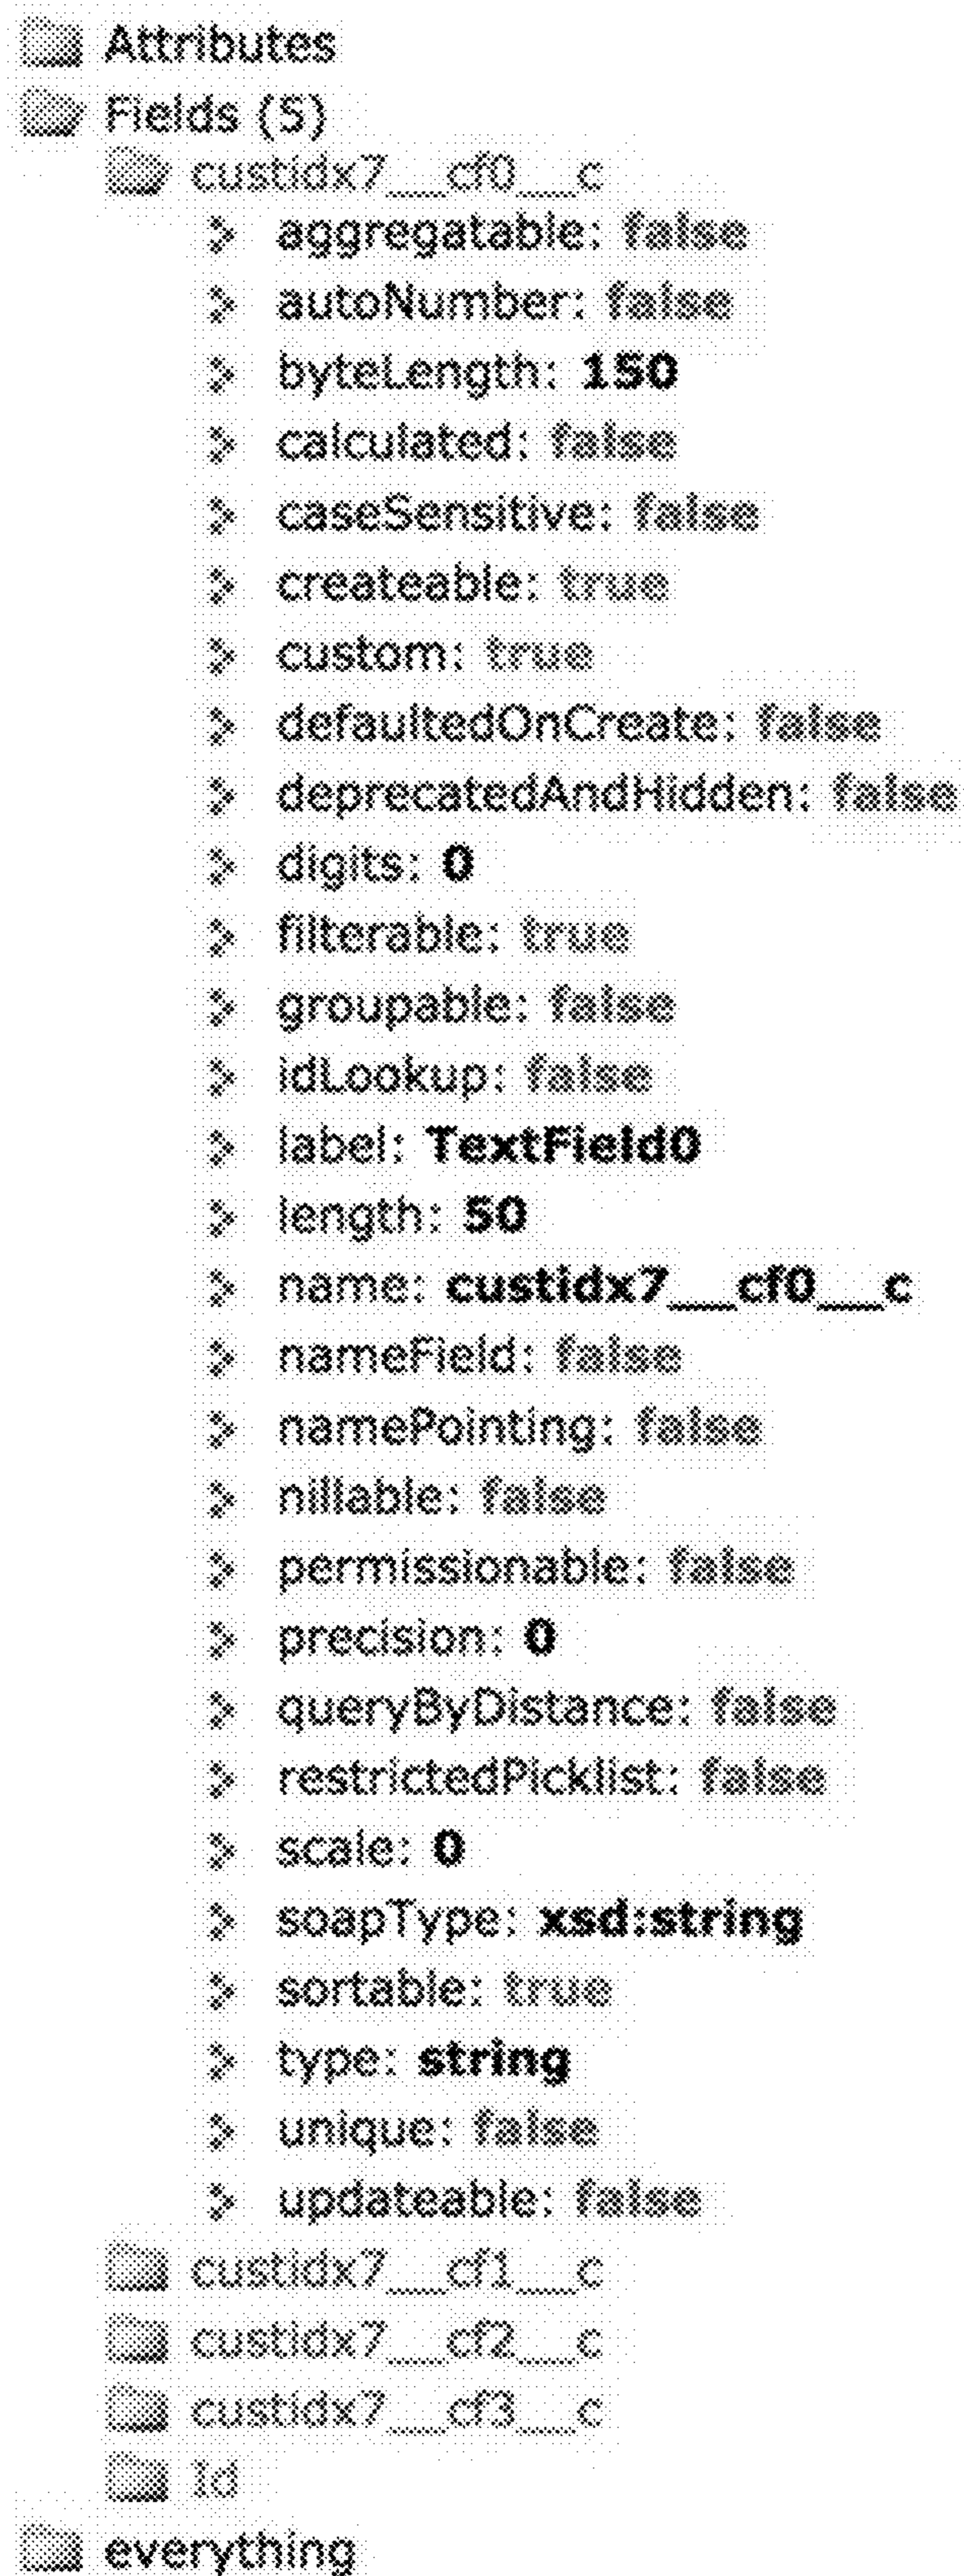 Attributes
Fields (5)
custidx7__cf0__c
aggregatable: false
autoNumber: false
byteLength: 150
calculated: false
caseSensitive: false
createable: true
custom: true
defaultedOnCreate: false
deprecatedAndHidden: false
digits: 0
filterable: true
groupable: false
idLookup: false
label: TextField0
length: 50
name: custidx7__cf0__c
nameField: false
namePointing: false
nillable: false
permissionable: false
precision: 0
queryByDistance: false
restrictedPicklist: false
scale: 0
soapType: xsd:string
sortable: true
type: string
unique: false
updateable: false
custidx7__cf1__c
custidx7__cf2__c
custidx7__cf3__c
Id
everything